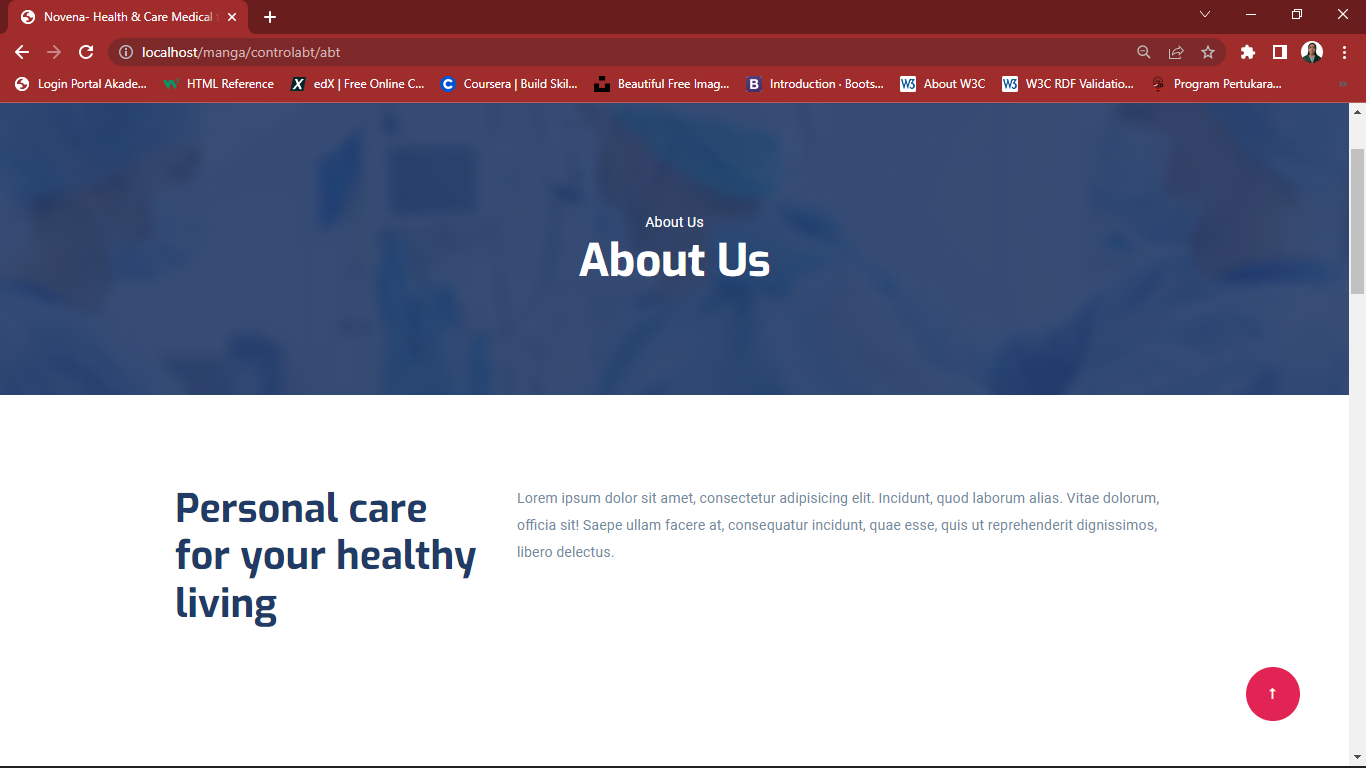 Novena- Health & Care Medical
localhost/manga/controlabt/abt
Login Portal Akade...
HTML Reference
edX | Free Online C...
Coursera | Build Skil...
Beautiful Free Imag...
Introduction · Boots...
About W3C
W3C RDF Validatio...
Program Pertukara...
About Us
About Us
Personal care
for your healthy
living
Lorem ipsum dolor sit amet, consectetur adipisicing elit. Incidunt, quod laborum alias. Vitae dolorum,
officia sit! Saepe ullam facere at, consequatur incidunt, quae esse, quis ut reprehenderit dignissimos,
libero delectus.